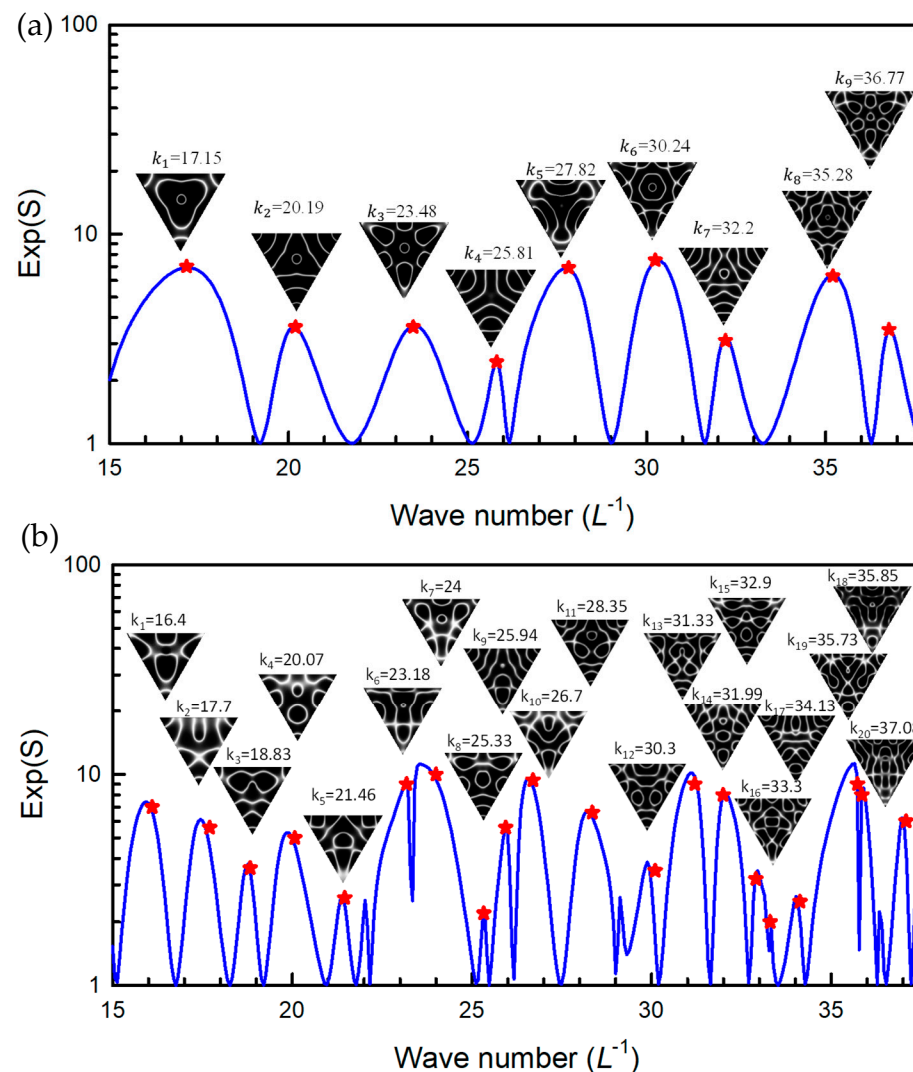 (a)
100
10
1
Exp(S)
k₁=17.15
k₂=20.19
k₃=23.48
k₄=25.81
k₅=27.82
k₆=30.24
k₇=32.2
k₈=35.28
k₉=36.77
15 20 25 30 35
Wave number (L⁻¹)
(b)
100
10
1
Exp(S)
k₁=16.4
k₂=17.7
k₃=18.83
k₄=20.07
k₅=21.46
k₆=23.18
k₇=24
k₈=25.33
k₉=25.94
k₁₀=26.7
k₁₁=28.35
k₁₂=30.3
k₁₃=31.33
k₁₄=31.99
k₁₅=32.9
k₁₆=33.3
k₁₇=34.13
k₁₈=35.85
k₁₉=35.73
k₂₀=37.0
15 20 25 30 35
Wave number (L⁻¹)